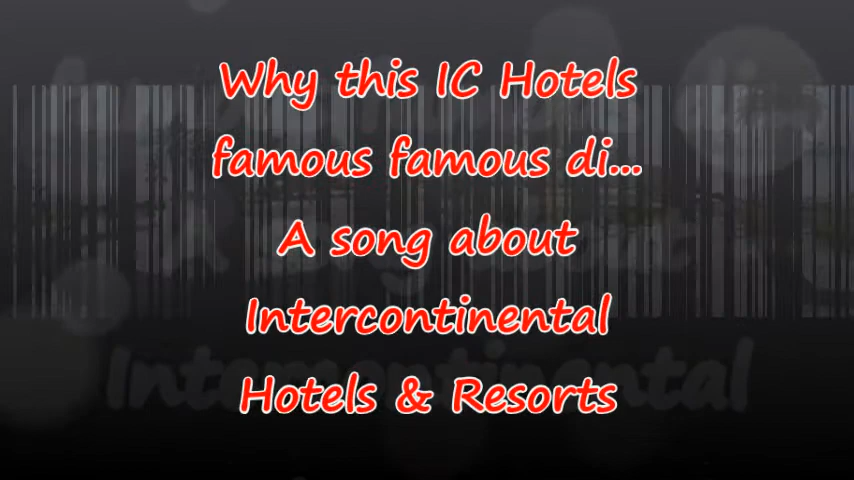 Why this IC Hotels
famous famous di...
A song about
Intercontinental
Hotels & Resorts